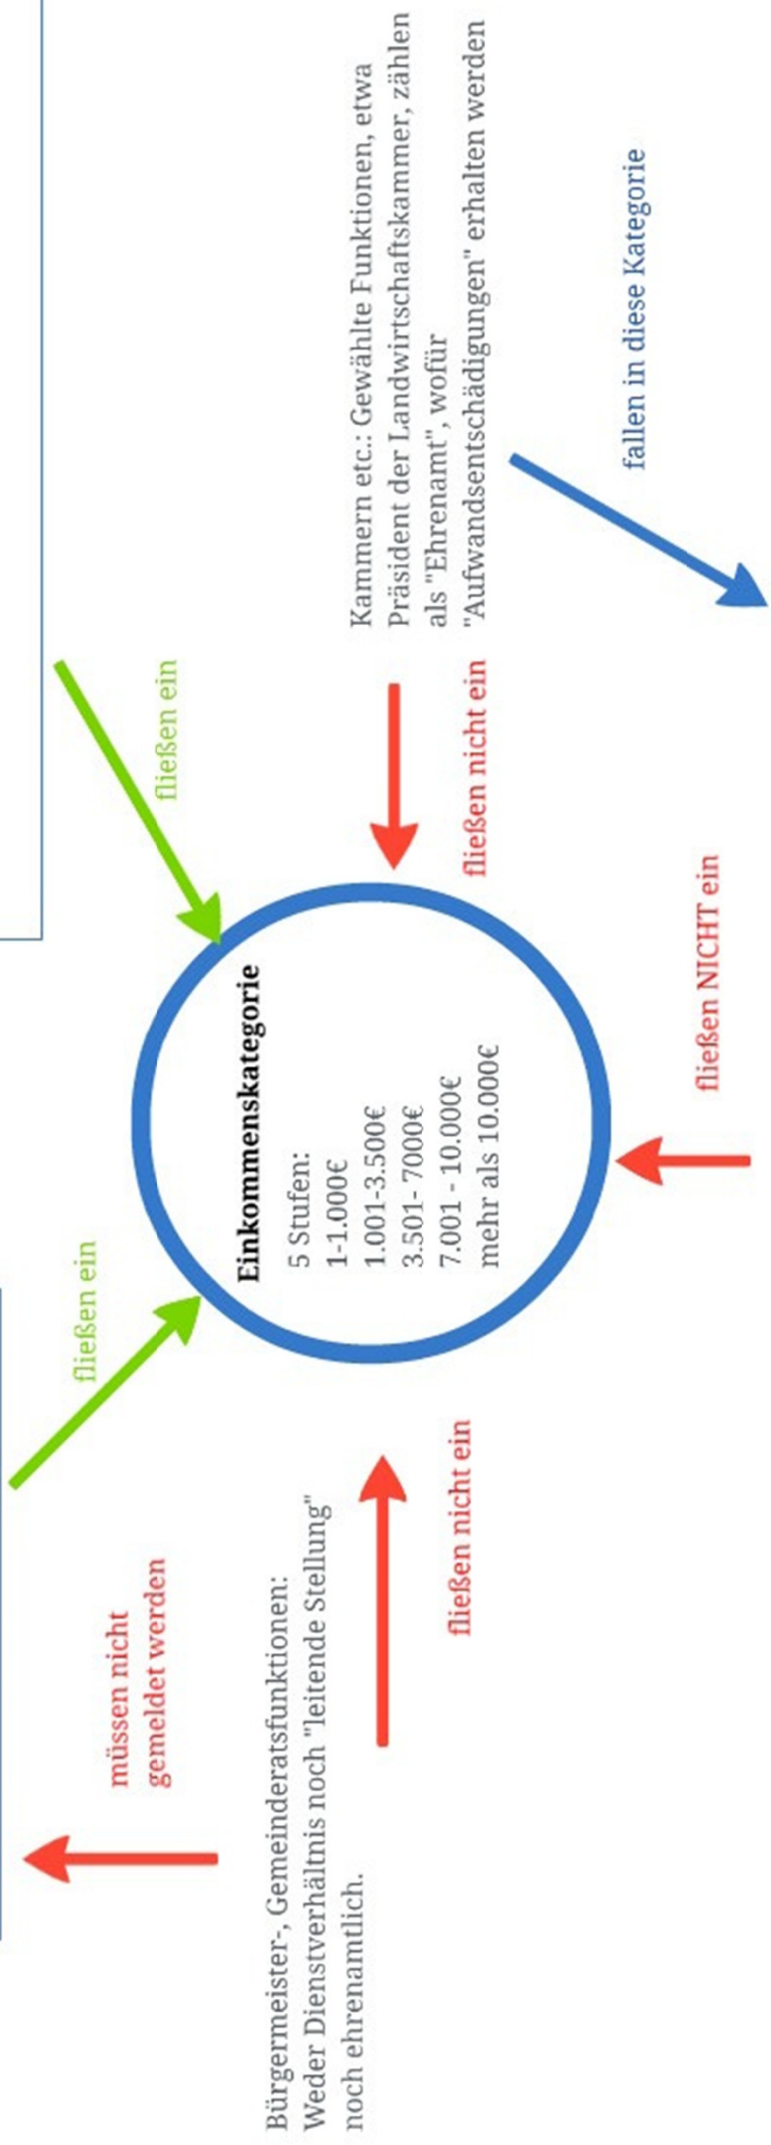 fließen ein
fließen ein
müssen nicht
gemeldet werden
Bürgermeister-, Gemeinderatsfunktionen:
Weder Dienstverhältnis noch "leitende Stellung"
noch ehrenamtlich.
fließen nicht ein
Einkommenskategorie
5 Stufen:
1-1.000€
1.001-3.500€
3.501- 7000€
7.001 - 10.000€
mehr als 10.000€
Kammern etc.: Gewählte Funktionen, etwa
Präsident der Landwirtschaftskammer, zählen
als "Ehrenamt", wofür
"Aufwandsentschädigungen" erhalten werden
fließen nicht ein
fallen in diese Kategorie
fließen NICHT ein